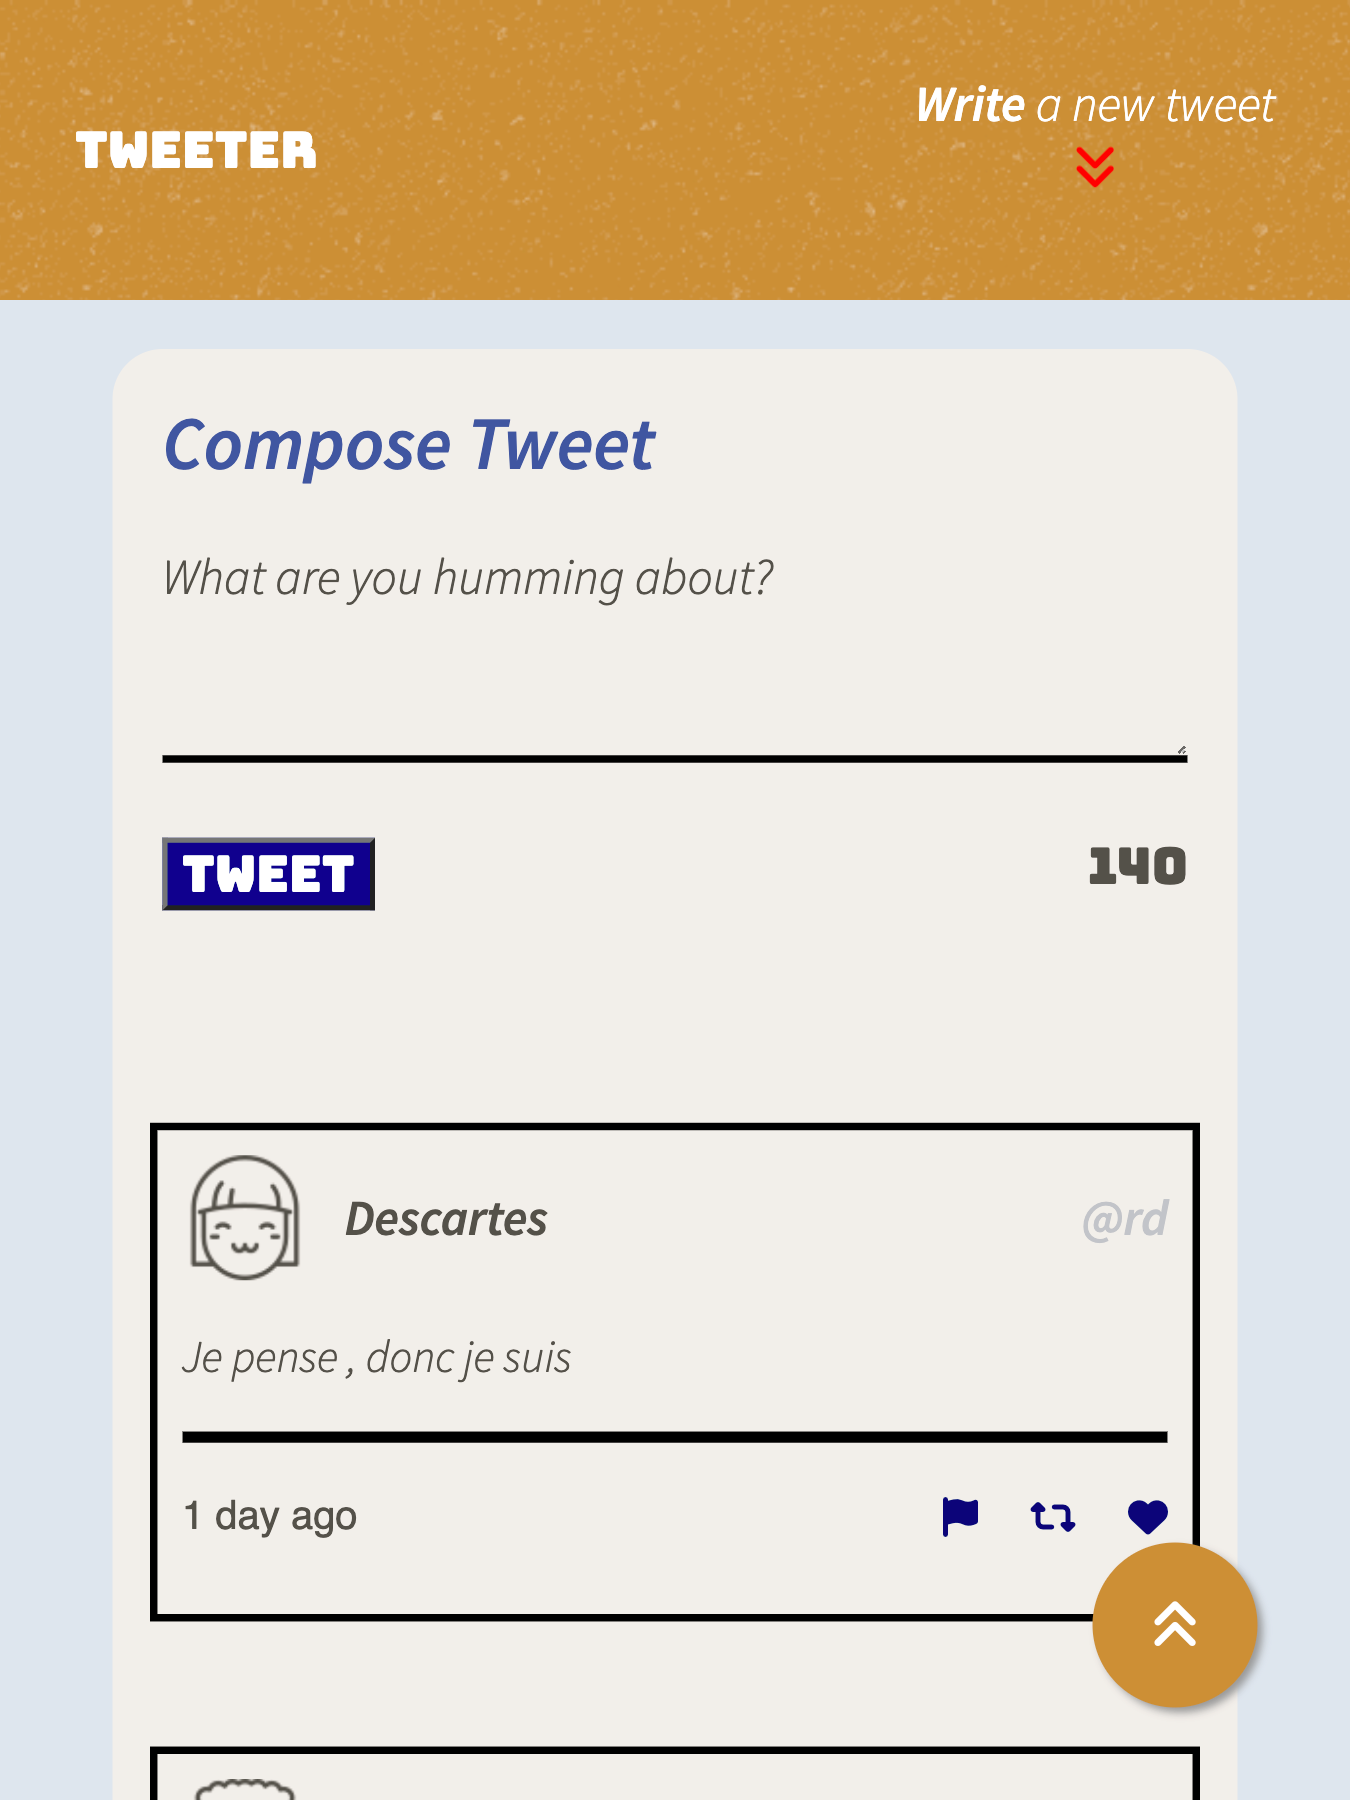 TWEETER
Write a new tweet
Compose Tweet
What are you humming about?
TWEET
140
Descartes
@rd
Je pense , donc je suis
1 day ago